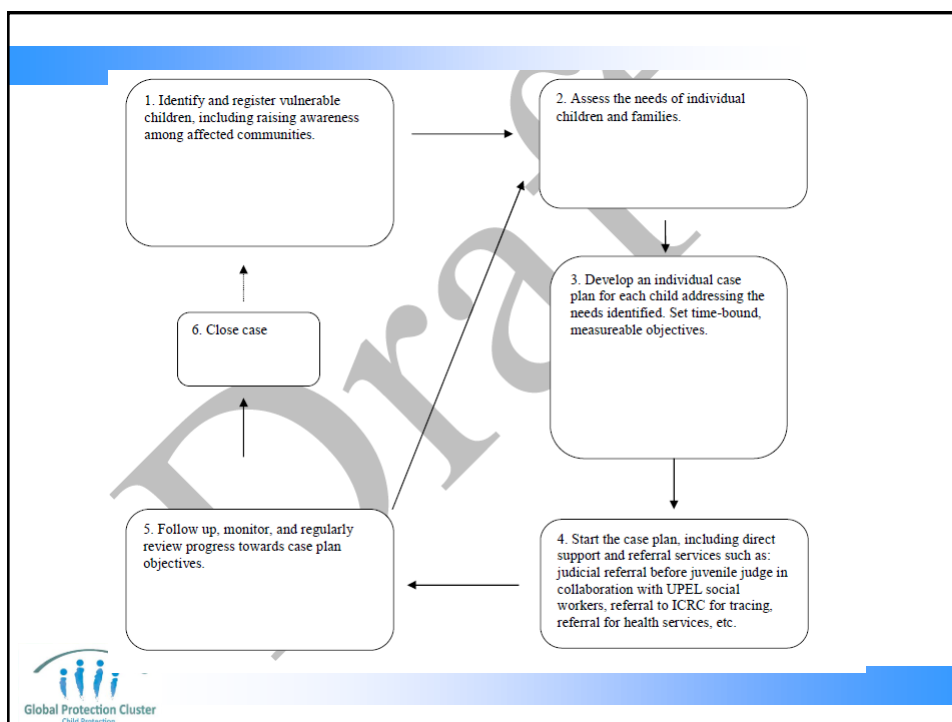 1. Identify and register vulnerable
children, including raising awareness
among affected communities.
2. Assess the needs of individual
children and families.
3. Develop an individual case
plan for each child addressing the
needs identified. Set time-bound,
measureable objectives.
4. Start the case plan, including direct
support and referral services such as:
judicial referral before juvenile judge in
collaboration with UPEL social
workers, referral to ICRC for tracing,
referral for health services, etc.
5. Follow up, monitor, and regularly
review progress towards case plan
objectives.
6. Close case
Draft
Global Protection Cluster
Child Protection